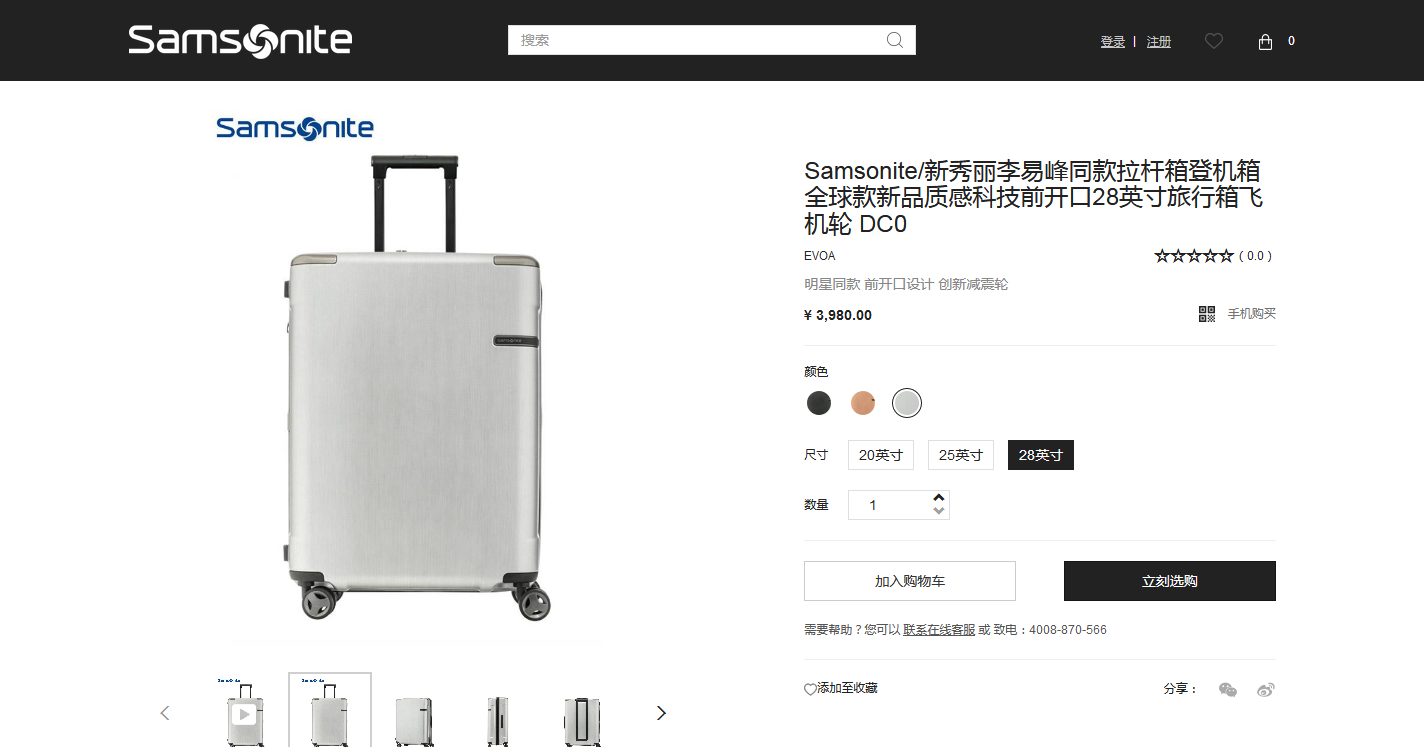 Samsonite
搜索
登录 | 注册
0
Samsonite
samsonite
Samsonite/新秀丽李易峰同款拉杆箱登机箱
全球款新品质感科技前开口28英寸旅行箱飞
机轮 DC0
EVOA
( 0.0 )
明星同款 前开口设计 创新减震轮
¥ 3,980.00
手机购买
颜色
尺寸 20英寸 25英寸 28英寸
数量 1
加入购物车 立刻选购
需要帮助？您可以 联系在线客服 或 致电：4008-870-566
添加至收藏 分享：
Samsonite
Samsonite